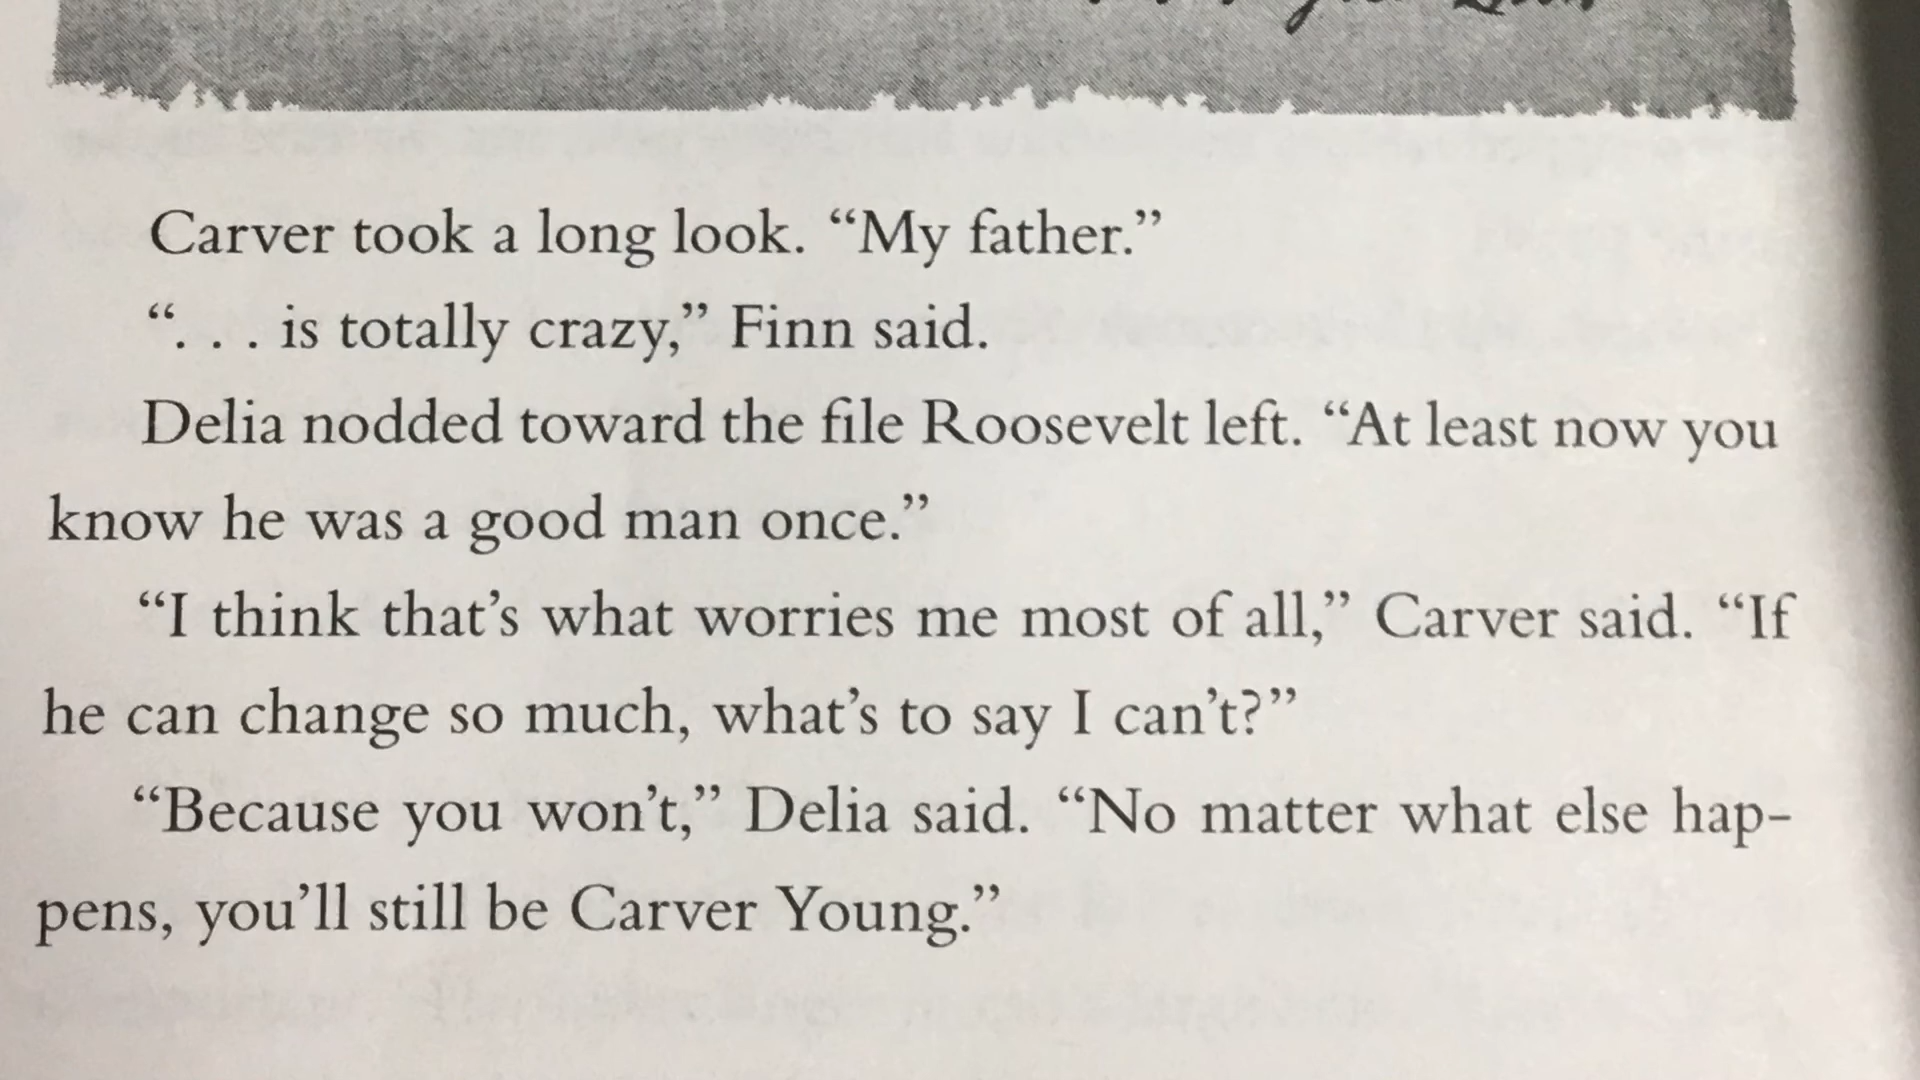 Carver took a long look. “My father.”
“. . . is totally crazy,” Finn said.
Delia nodded toward the file Roosevelt left. “At least now you
know he was a good man once.”
“I think that’s what worries me most of all,” Carver said. “If
he can change so much, what’s to say I can’t?”
“Because you won’t,” Delia said. “No matter what else hap-
pens, you’ll still be Carver Young.”